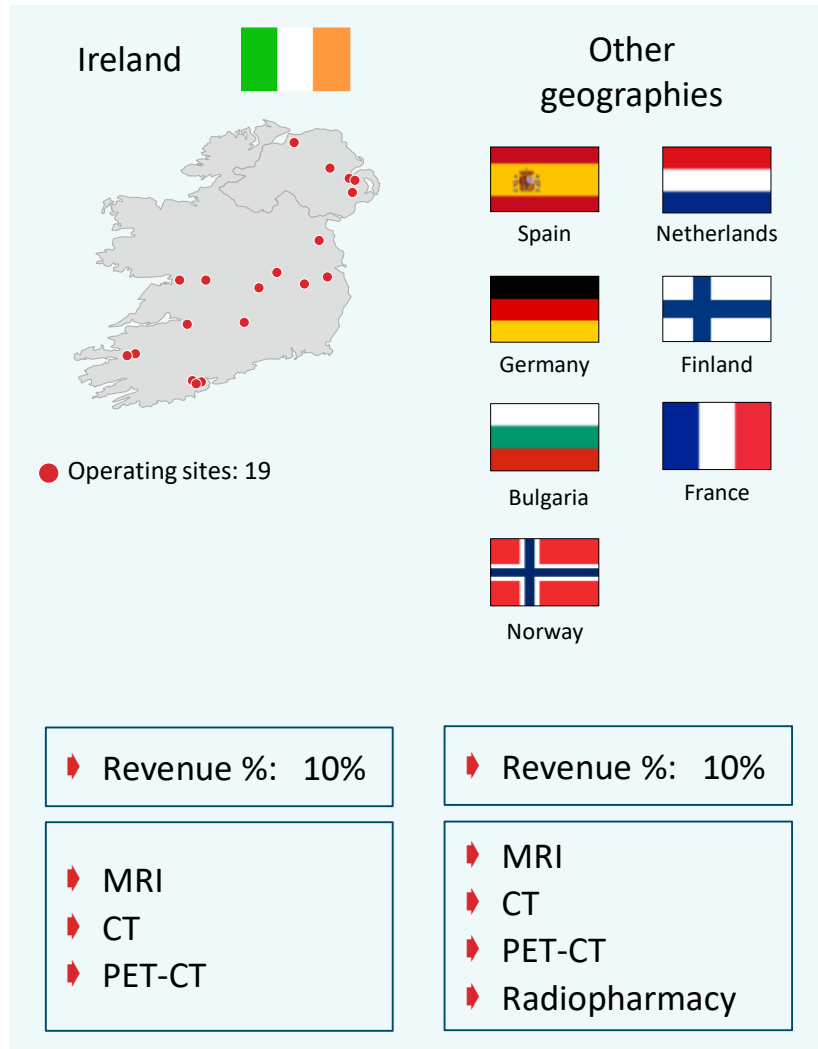 Ireland
Operating sites: 19
Revenue %: 10%
MRI
CT
PET-CT
Other
geographies
Spain
Netherlands
Germany
Finland
Bulgaria
France
Norway
Revenue %: 10%
MRI
CT
PET-CT
Radiopharmacy